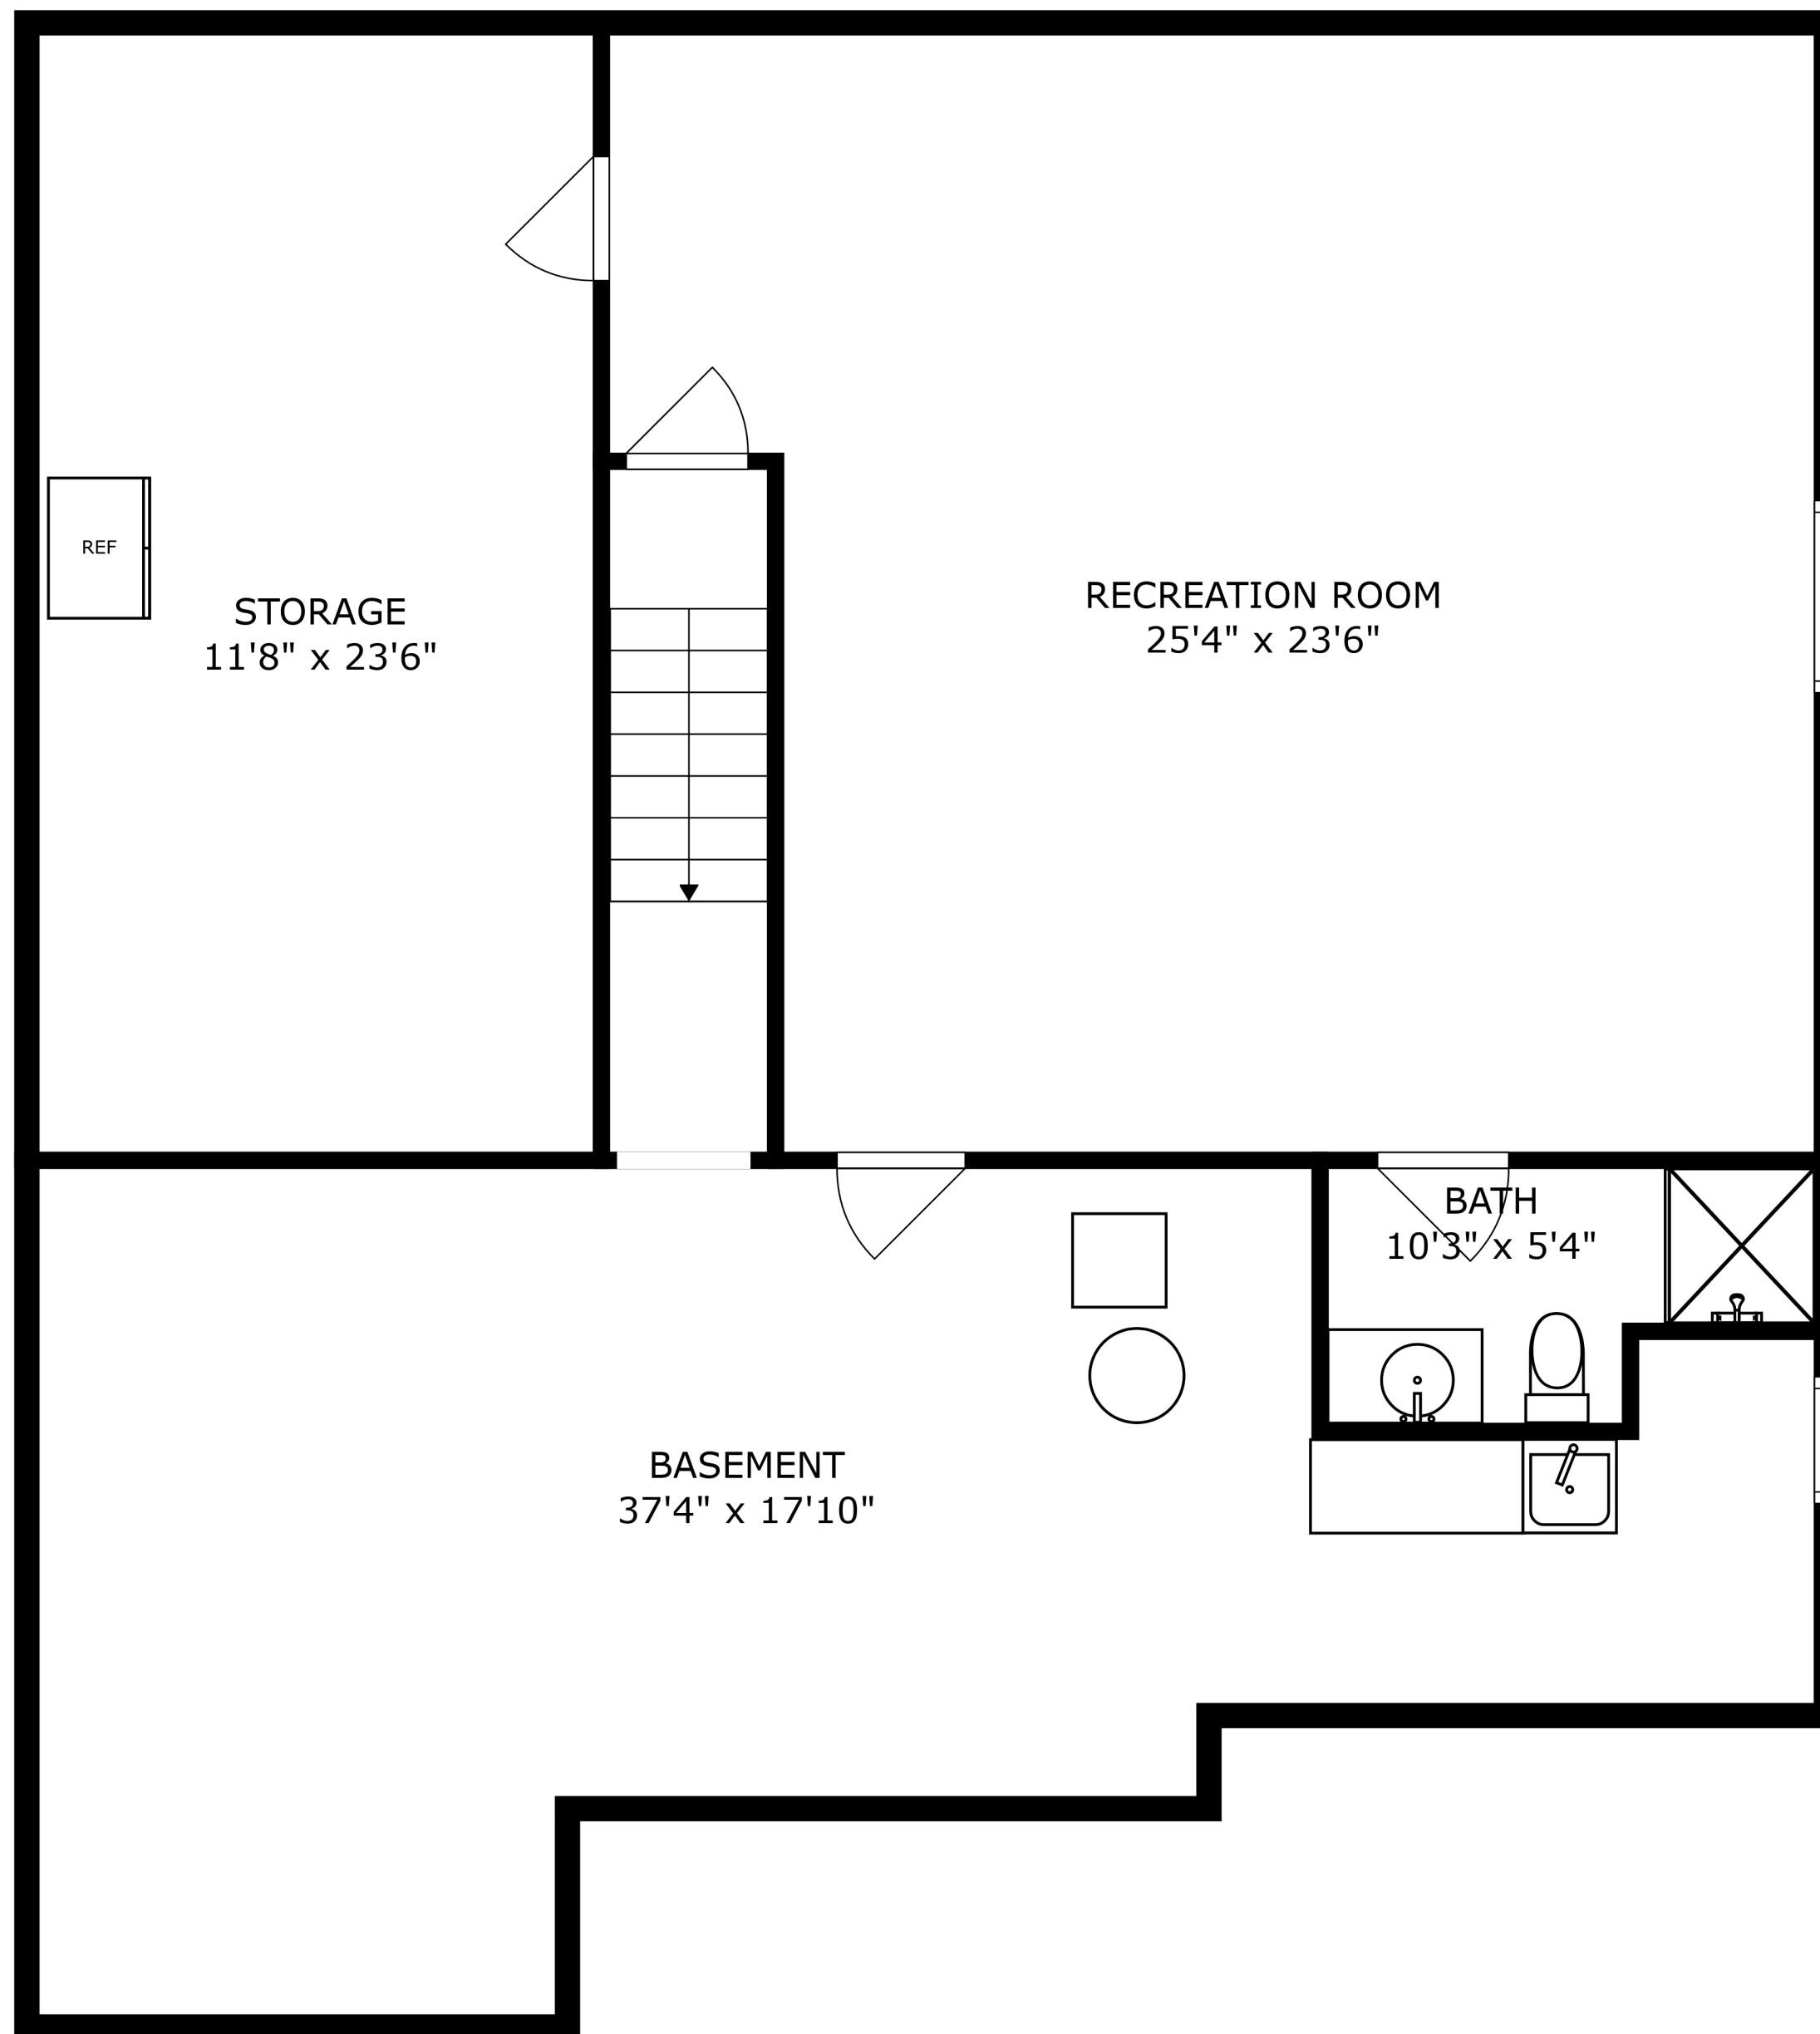 REF
STORAGE
11'8" x 23'6"
RECREATION ROOM
25'4" x 23'6"
BATH
10'3" x 5'4"
BASEMENT
37'4" x 17'10"